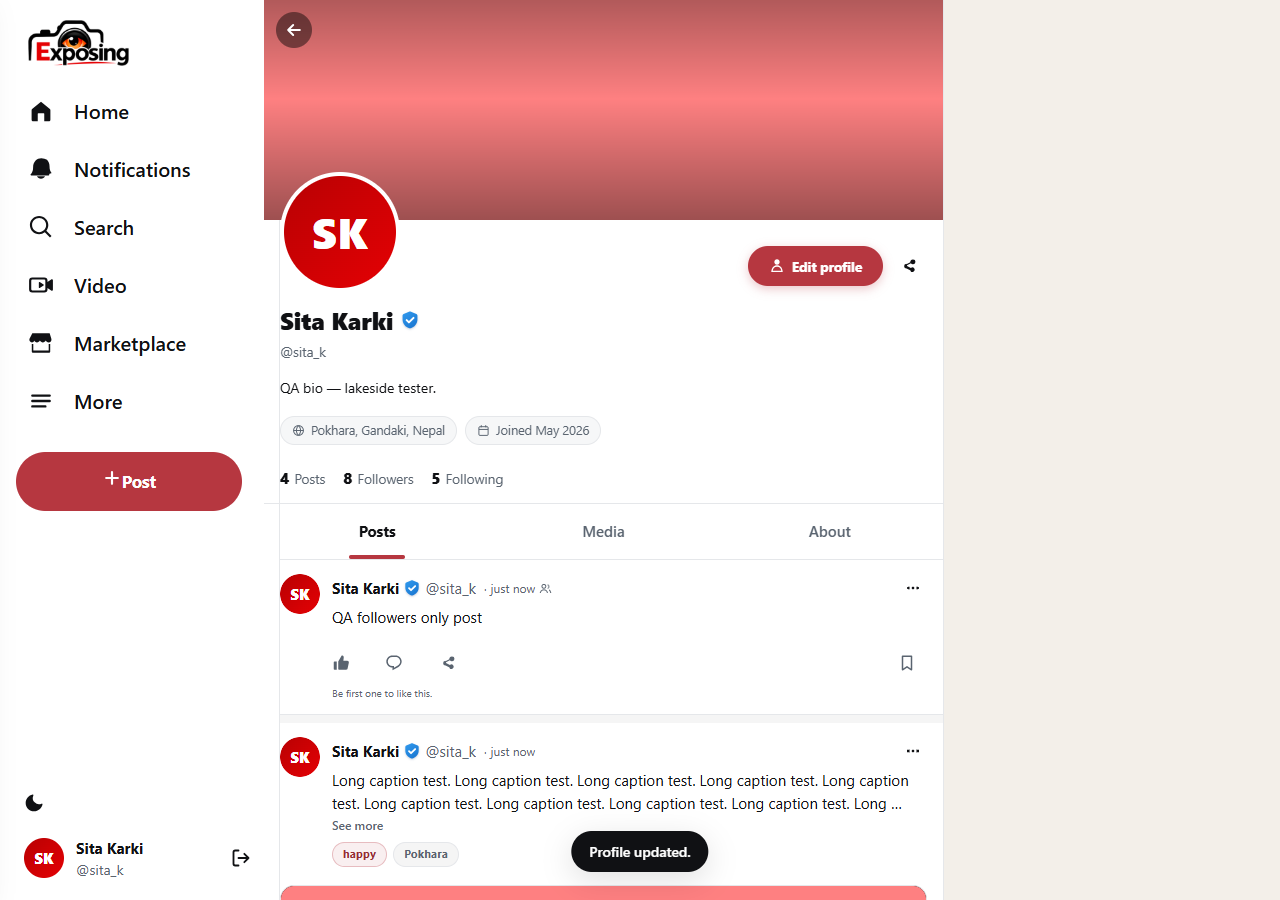 Exposing
Home
Notifications
Search
Video
Marketplace
More
+Post
SK
Edit profile
Sita Karki
@sita_k
QA bio — lakeside tester.
Pokhara, Gandaki, Nepal
Joined May 2026
4 Posts 8 Followers 5 Following
Posts
Media
About
SK
Sita Karki @sita_k · just now
QA followers only post
Be first one to like this.
SK
Sita Karki @sita_k · just now
Long caption test. Long caption test. Long caption test. Long caption test. Long caption
test. Long caption test. Long caption test. Long caption test. Long caption test. Long ...
See more
happy
Pokhara
Profile updated.
SK
Sita Karki
@sita_k